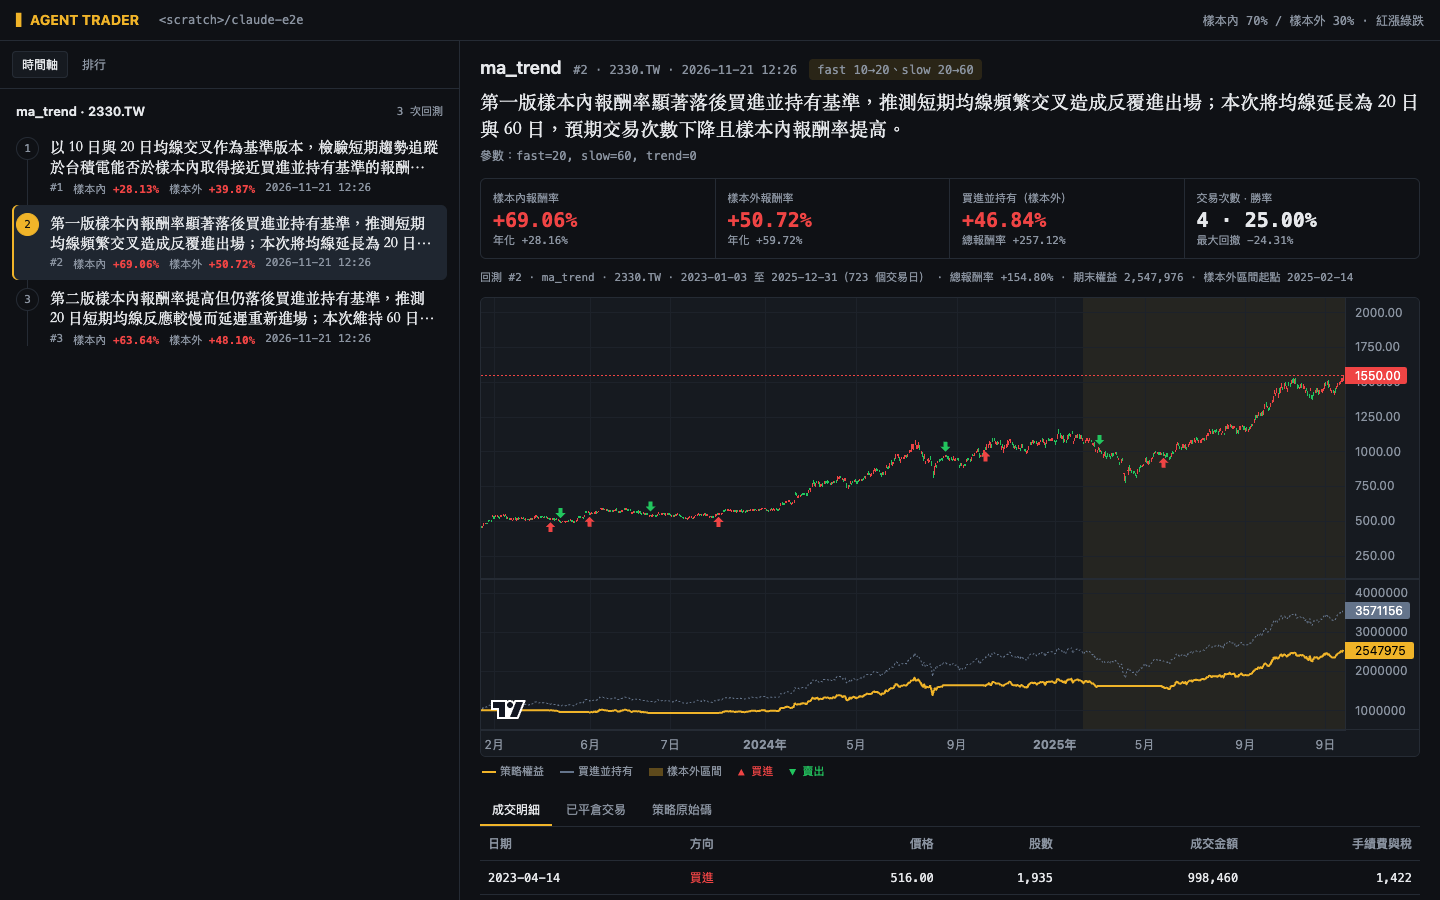 AGENT TRADER <scratch>/claude-e2e
樣本內 70% / 樣本外 30% · 紅漲綠跌
時間軸 排行
ma_trend · 2330.TW 3 次回測
1 以 10 日與 20 日均線交叉作為基準版本，檢驗短期趨勢追蹤
於台積電能否於樣本內取得接近買進並持有基準的報酬…
#1 樣本內 +28.13% 樣本外 +39.87% 2026-11-21 12:26
2 第一版樣本內報酬率顯著落後買進並持有基準，推測短期
均線頻繁交叉造成反覆進出場；本次將均線延長為 20 日…
#2 樣本內 +69.06% 樣本外 +50.72% 2026-11-21 12:26
3 第二版樣本內報酬率提高但仍落後買進並持有基準，推測
20 日短期均線反應較慢而延遲重新進場；本次維持 60 日…
#3 樣本內 +63.64% 樣本外 +48.10% 2026-11-21 12:26
ma_trend #2 · 2330.TW · 2026-11-21 12:26 fast 10→20、slow 20→60
第一版樣本內報酬率顯著落後買進並持有基準，推測短期均線頻繁交叉造成反覆進出場；本次將均線延長為 20 日
與 60 日，預期交易次數下降且樣本內報酬率提高。
參數：fast=20, slow=60, trend=0
樣本內報酬率
+69.06%
年化 +28.16%
樣本外報酬率
+50.72%
年化 +59.72%
買進並持有（樣本外）
+46.84%
總報酬率 +257.12%
交易次數 · 勝率
4 · 25.00%
最大回撤 -24.31%
回測 #2 · ma_trend · 2330.TW · 2023-01-03 至 2025-12-31（723 個交易日） · 總報酬率 +154.80% · 期末權益 2,547,976 · 樣本外區間起點 2025-02-14
2000.00
1750.00
1550.00
1250.00
1000.00
750.00
500.00
250.00
4000000
3571156
3000000
2547975
2000000
1000000
2月 6月 7日 2024年 5月 9月 2025年 5月 9月 9日
策略權益 買進並持有 樣本外區間 ▲ 買進 ▼ 賣出
成交明細 已平倉交易 策略原始碼
日期 方向 價格 股數 成交金額 手續費與稅
2023-04-14 買進 516.00 1,935 998,460 1,422